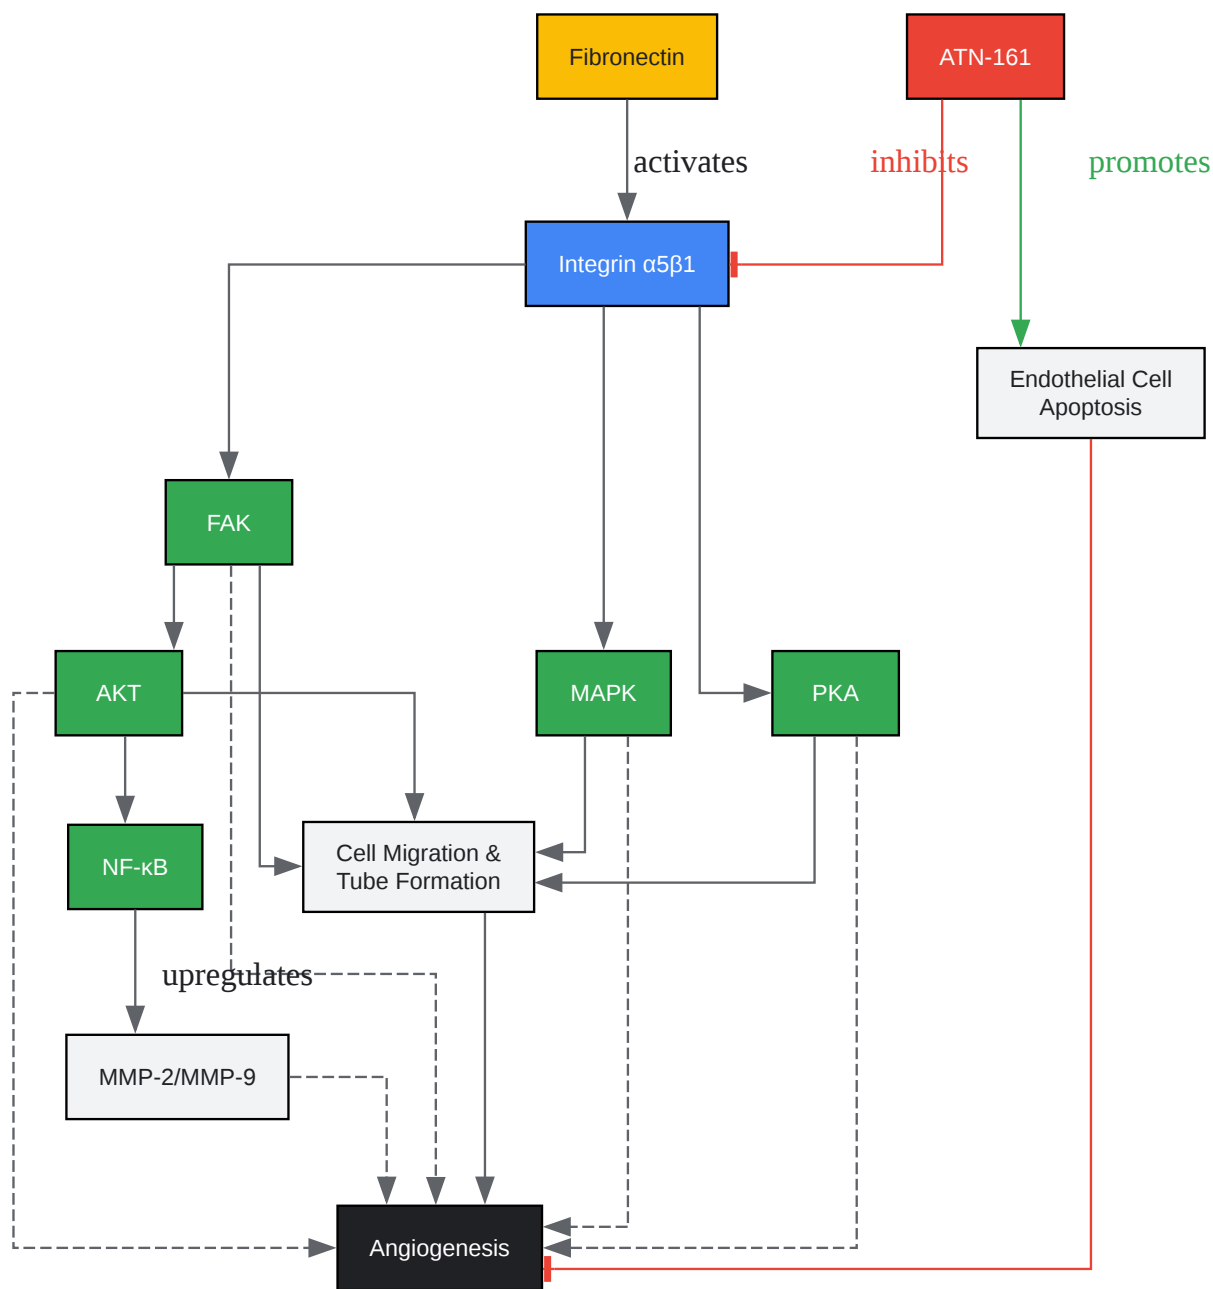 Fibronectin
ATN-161
activates
inhibits
promotes
Integrin α5β1
Endothelial Cell
Apoptosis
FAK
AKT
MAPK
PKA
NF-κB
Cell Migration &
Tube Formation
upregulates
MMP-2/MMP-9
Angiogenesis